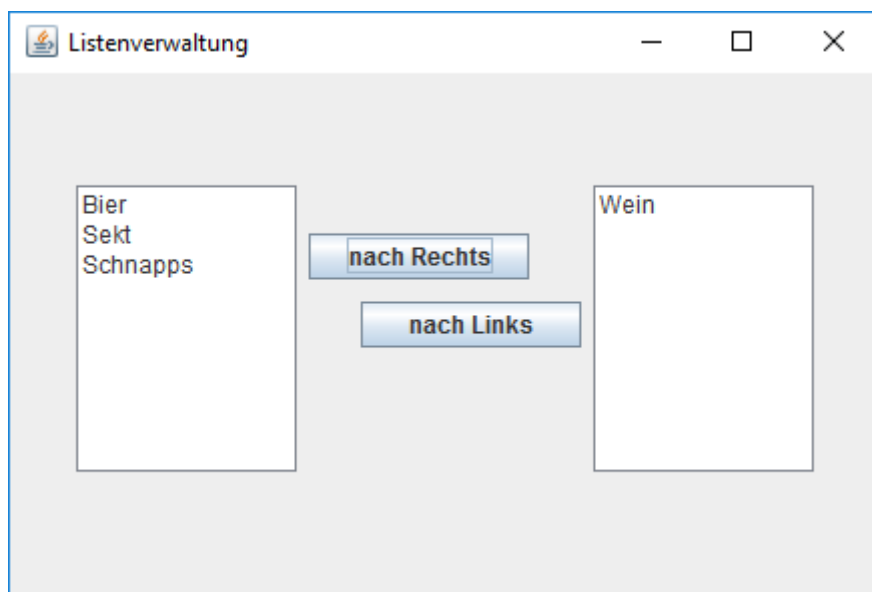 Listenverwaltung
Bier
Sekt
Schnapps
nach Rechts
nach Links
Wein